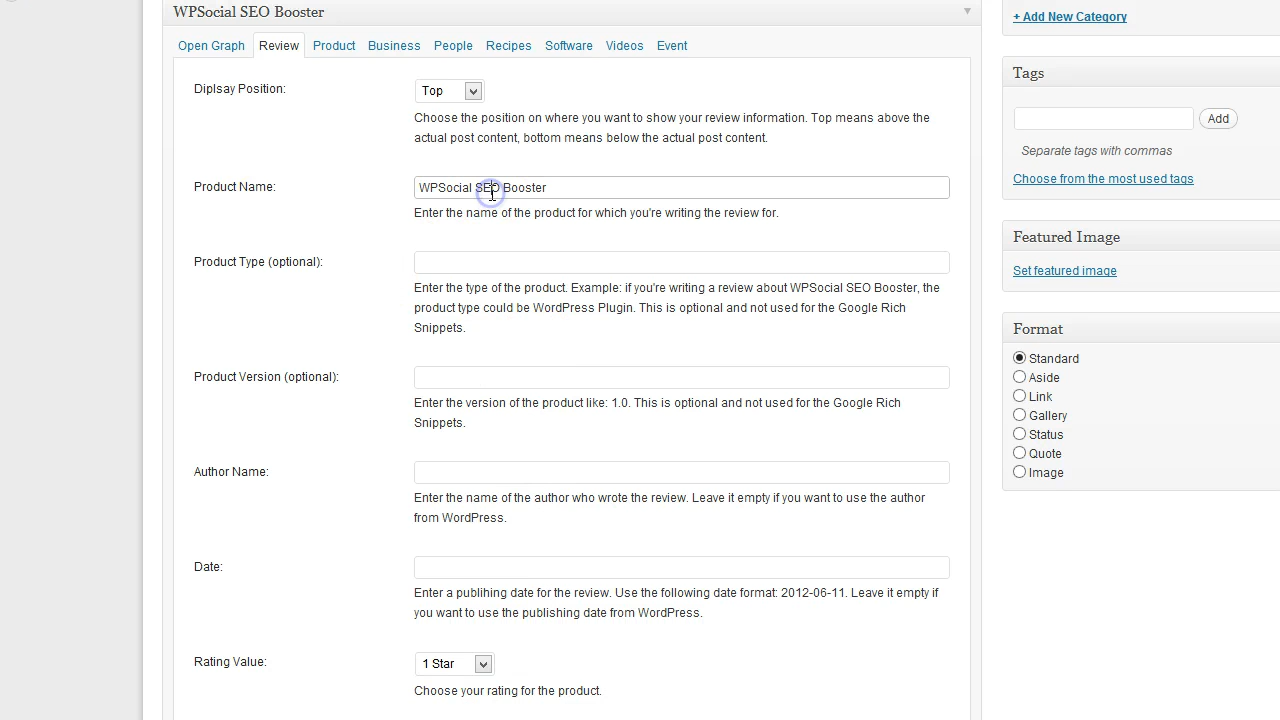 WPSocial SEO Booster
Open Graph Review Product Business People Recipes Software Videos Event
Diplsay Position:
Top
Choose the position on where you want to show your review information. Top means above the
actual post content, bottom means below the actual post content.
Product Name:
WPSocial SEO Booster
Enter the name of the product for which you're writing the review for.
Product Type (optional):
Enter the type of the product. Example: if you're writing a review about WPSocial SEO Booster, the
product type could be WordPress Plugin. This is optional and not used for the Google Rich
Snippets.
Product Version (optional):
Enter the version of the product like: 1.0. This is optional and not used for the Google Rich
Snippets.
Author Name:
Enter the name of the author who wrote the review. Leave it empty if you want to use the author
from WordPress.
Date:
Enter a publihing date for the review. Use the following date format: 2012-06-11. Leave it empty if
you want to use the publishing date from WordPress.
Rating Value:
1 Star
Choose your rating for the product.
+ Add New Category
Tags
Add
Separate tags with commas
Choose from the most used tags
Featured Image
Set featured image
Format
Standard
Aside
Link
Gallery
Status
Quote
Image